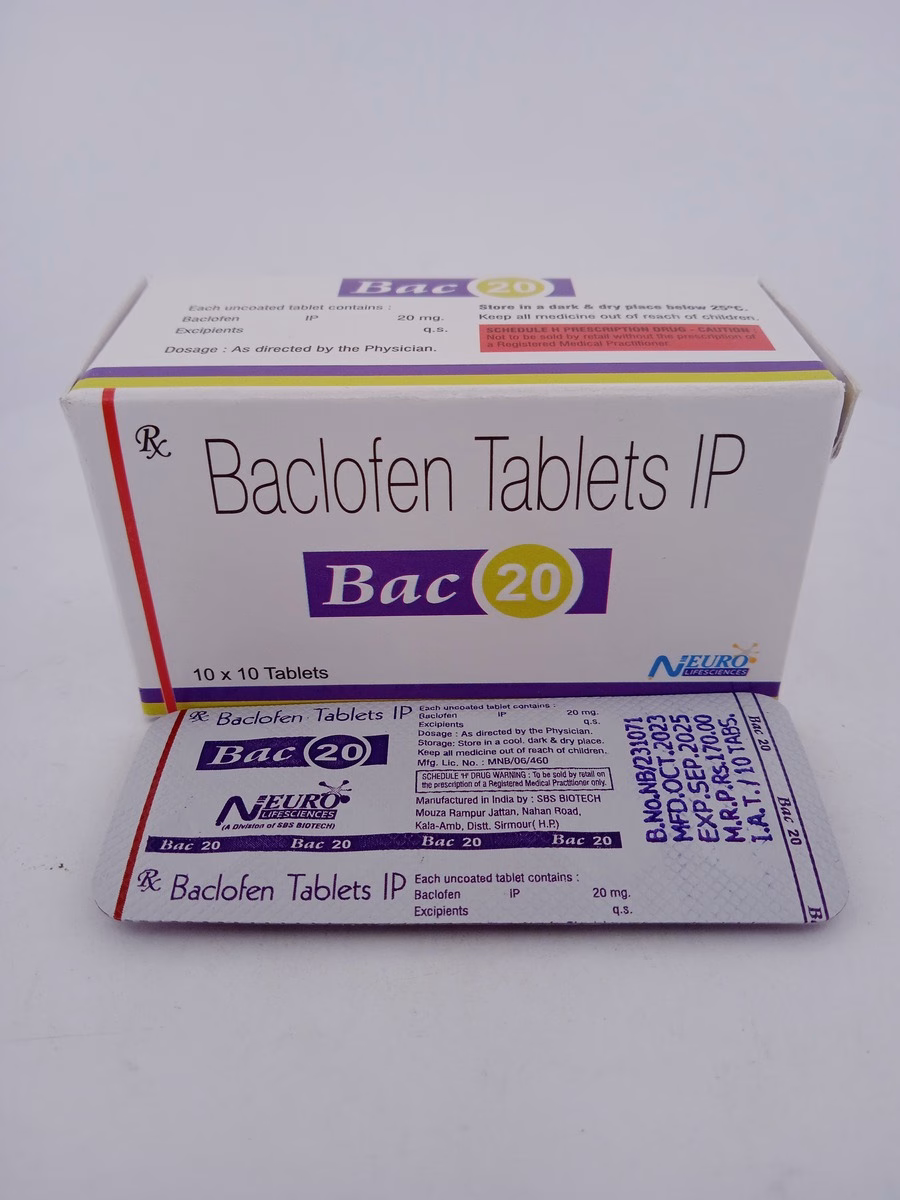 Bac 20
Each uncoated tablet contains :
Baclofen IP 20 mg.
Excipients q.s.
Dosage : As directed by the Physician.
Store in a dark & dry place below 25°C.
Keep all medicine out of reach of children.
SCHEDULE H PRESCRIPTION DRUG - CAUTION
Not to be sold by retail without the prescription of
a Registered Medical Practitioner.
Rx
Baclofen Tablets IP
Bac 20
10 x 10 Tablets
NEURO
LIFESCIENCES
Rx Baclofen Tablets IP
Bac 20
NEURO
LIFESCIENCES
(A Division of SBS BIOTECH)
Each uncoated tablet contains :
Baclofen IP 20 mg.
Excipients q.s.
Dosage : As directed by the Physician.
Storage: Store in a cool, dark & dry place.
Keep all medicine out of reach of children.
Mfg. Lic. No. : MNB/06/460
SCHEDULE 'H' DRUG WARNING : To be sold by retail on
the prescription of a Registered Medical Practitioner only.
Manufactured in India by : SBS BIOTECH
Mouza Rampur Jattan, Nahan Road,
Kala-Amb, Distt. Sirmour( H.P.)
Bac 20 Bac 20 Bac 20 Bac 20
Rx Baclofen Tablets IP
Each uncoated tablet contains :
Baclofen IP 20 mg.
Excipients q.s.
B.No.NB/231071
MFD.OCT.2023
EXP.SEP.2025
M.R.P.Rs.170.00
I.A.T./10 TABS.
Bac 20
Bac 20
B